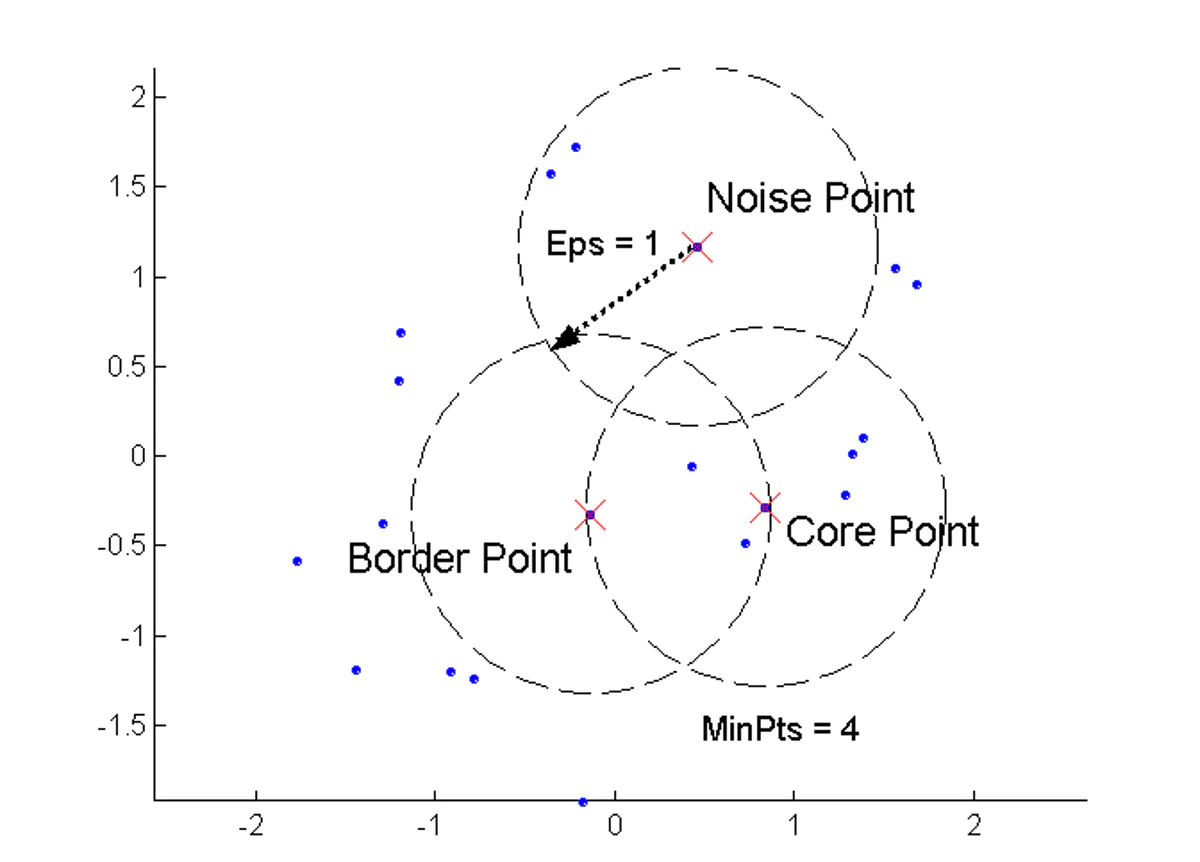 2
1.5
Noise Point
Eps = 1
1
0.5
0
-0.5
Core Point
Border Point
-1
-1.5
MinPts = 4
-2
-1
0
1
2